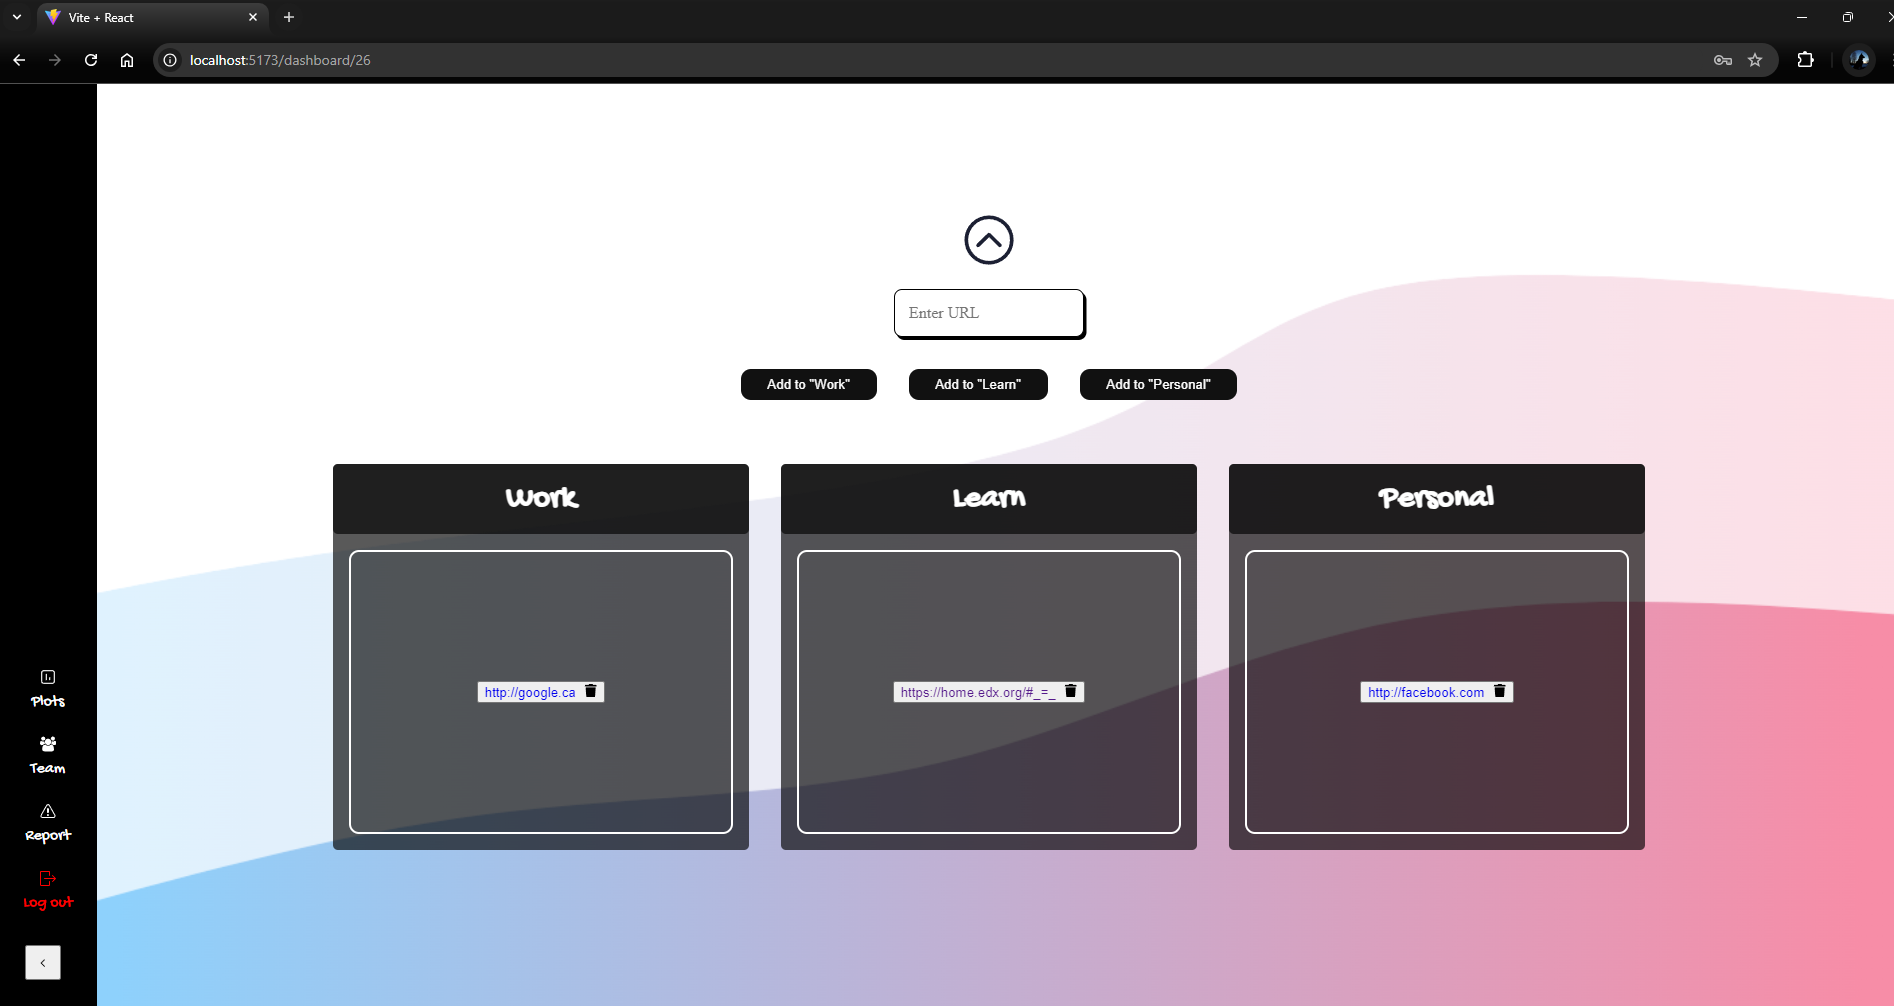 Vite + React
localhost:5173/dashboard/26
Enter URL
Add to "Work"
Add to "Learn"
Add to "Personal"
Work
Learn
Personal
http://google.ca
https://home.edx.org/#_=_
http://facebook.com
Plots
Team
Report
Log out